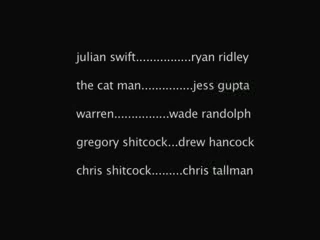 julian swift................ryan ridley
the cat man...............jess gupta
warren................wade randolph
gregory shitcock...drew hancock
chris shitcock.........chris tallman